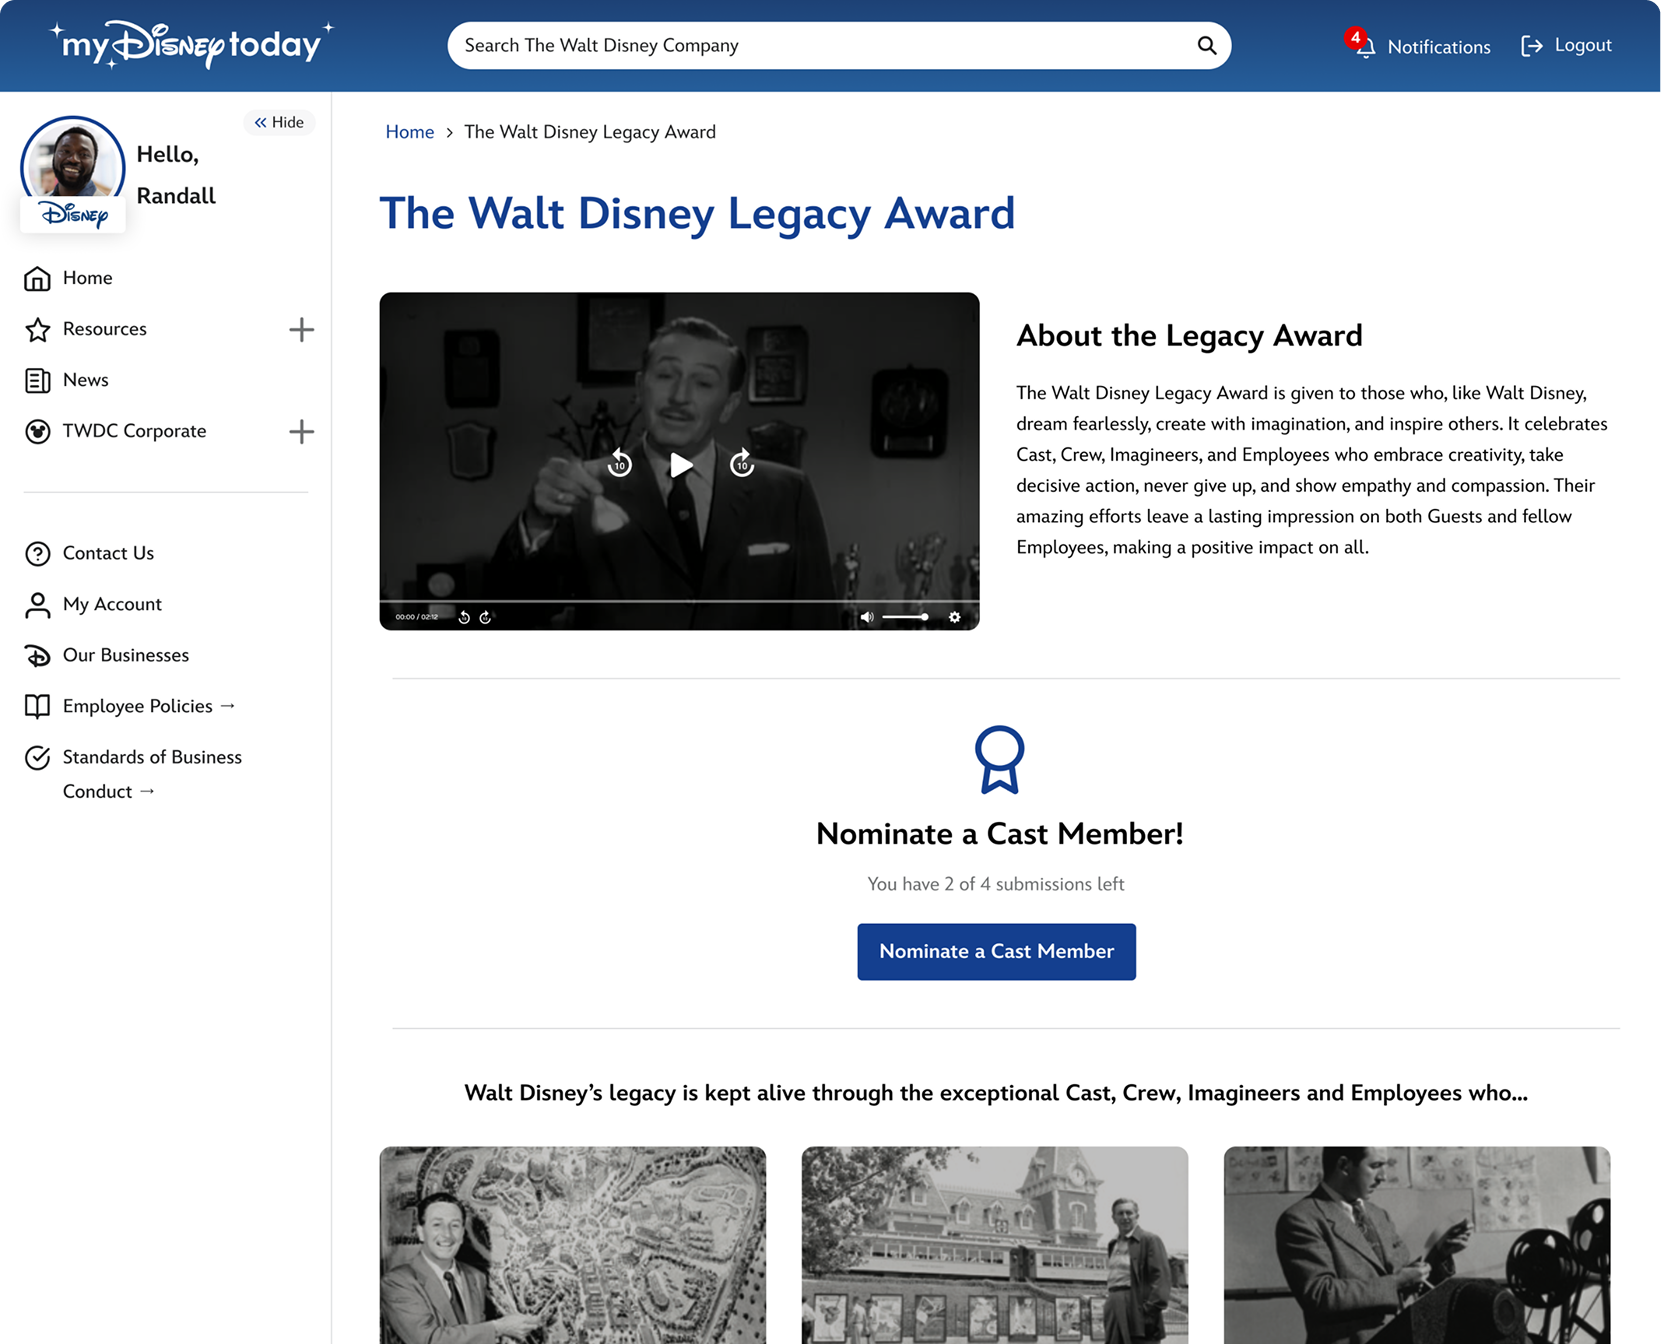 my Disney today
Search The Walt Disney Company
4
Notifications
Logout
Hide
Hello,
Randall
Disney
Home
Resources
News
TWDC Corporate
Contact Us
My Account
Our Businesses
Employee Policies →
Standards of Business
Conduct →
Home > The Walt Disney Legacy Award
The Walt Disney Legacy Award
10
10
00:00 / 02:12
About the Legacy Award
The Walt Disney Legacy Award is given to those who, like Walt Disney,
dream fearlessly, create with imagination, and inspire others. It celebrates
Cast, Crew, Imagineers, and Employees who embrace creativity, take
decisive action, never give up, and show empathy and compassion. Their
amazing efforts leave a lasting impression on both Guests and fellow
Employees, making a positive impact on all.
Nominate a Cast Member!
You have 2 of 4 submissions left
Nominate a Cast Member
Walt Disney’s legacy is kept alive through the exceptional Cast, Crew, Imagineers and Employees who...